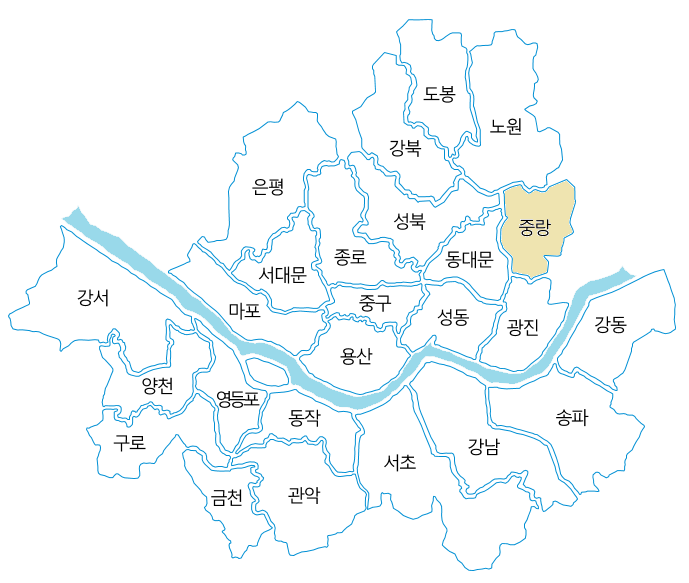 도봉
노원
강북
은평
성북
중랑
종로
동대문
서대문
강서
중구
마포
성동
광진
강동
용산
양천
영등포
동작
송파
구로
강남
서초
금천
관악